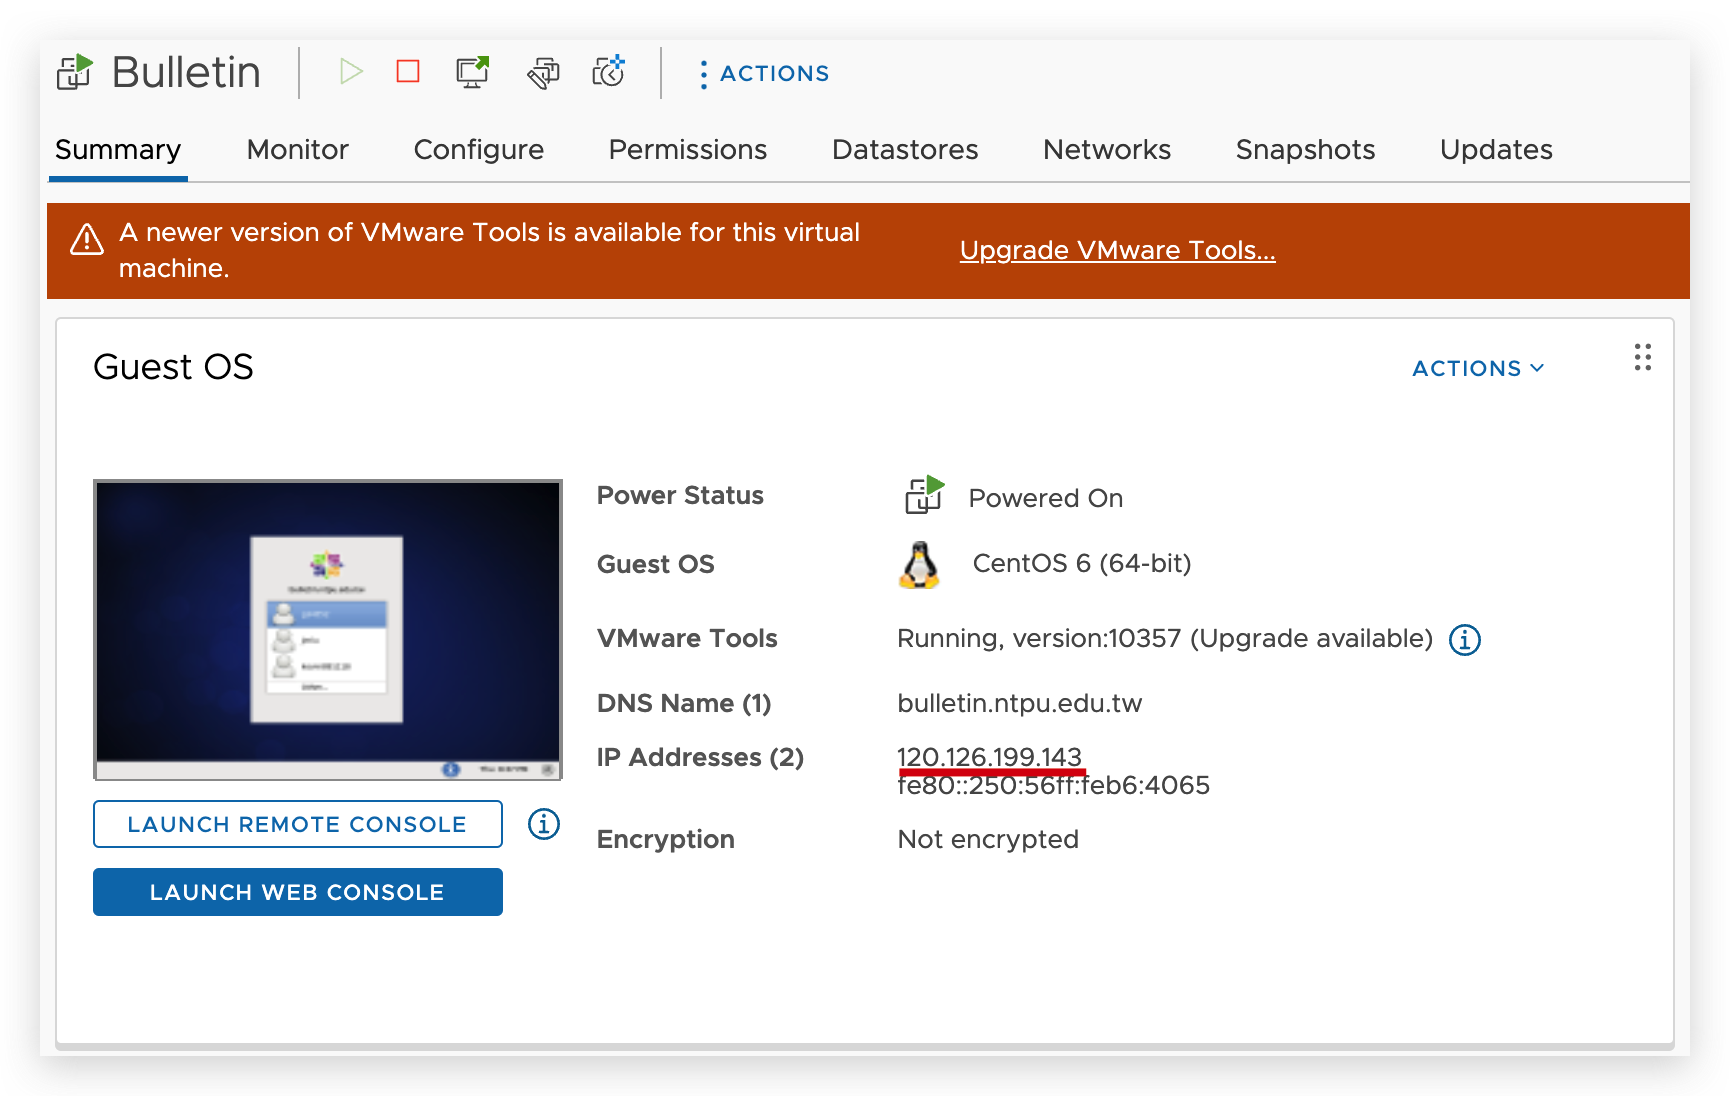 Bulletin
ACTIONS
Summary Monitor Configure Permissions Datastores Networks Snapshots Updates
A newer version of VMware Tools is available for this virtual
machine.
Upgrade VMware Tools...
Guest OS
ACTIONS
Power Status Powered On
Guest OS CentOS 6 (64-bit)
VMware Tools Running, version:10357 (Upgrade available)
DNS Name (1) bulletin.ntpu.edu.tw
IP Addresses (2) 120.126.199.143
fe80::250:56ff:feb6:4065
Encryption Not encrypted
LAUNCH REMOTE CONSOLE
LAUNCH WEB CONSOLE